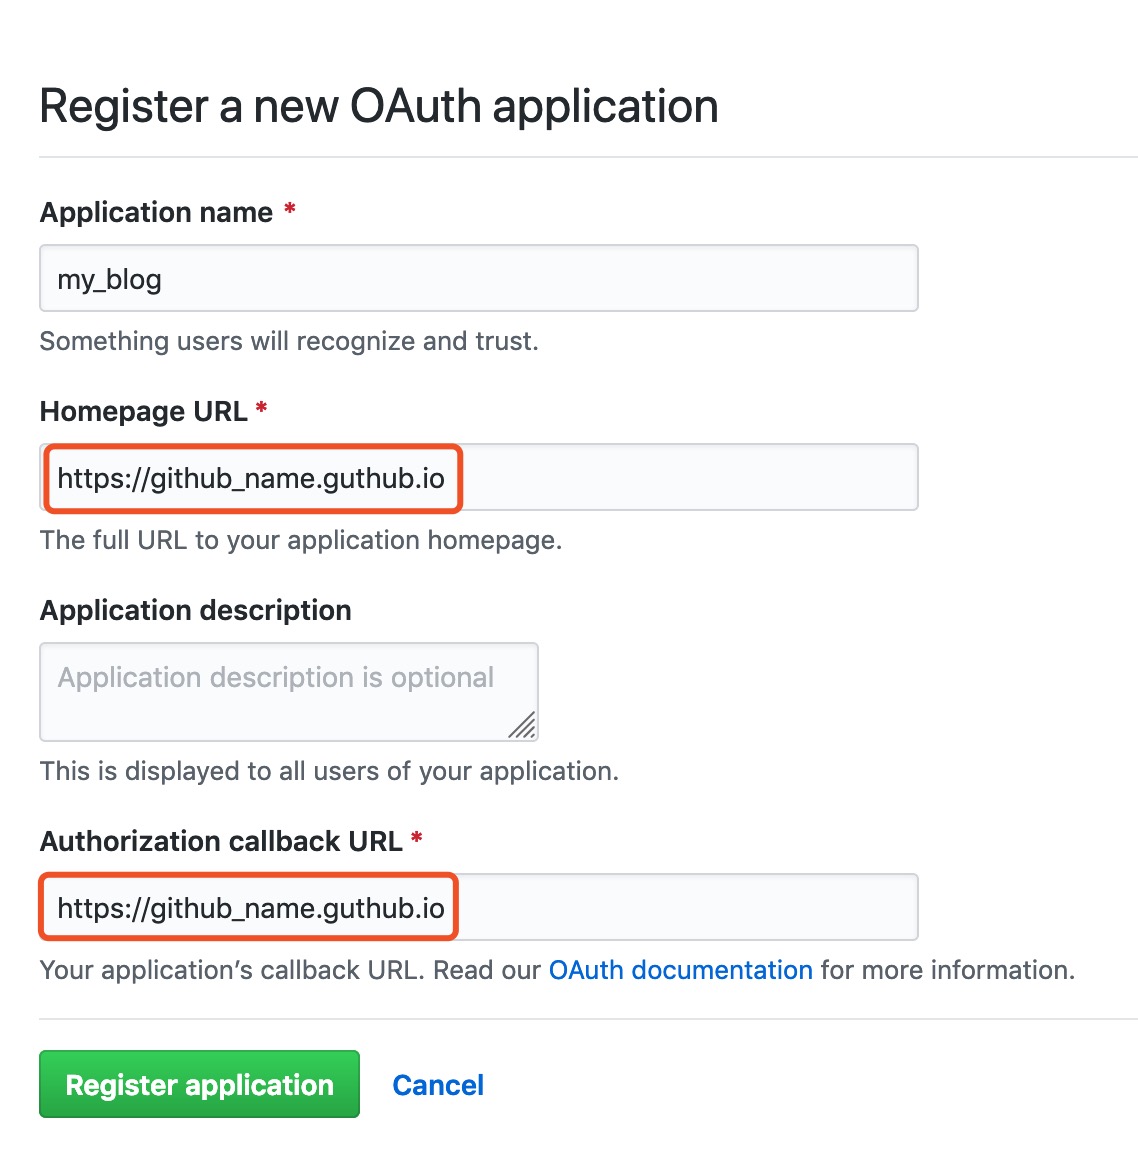 Register a new OAuth application
Application name *
my_blog
Something users will recognize and trust.
Homepage URL *
https://github_name.guthub.io
The full URL to your application homepage.
Application description
Application description is optional
This is displayed to all users of your application.
Authorization callback URL *
https://github_name.guthub.io
Your application’s callback URL. Read our OAuth documentation for more information.
Register application Cancel